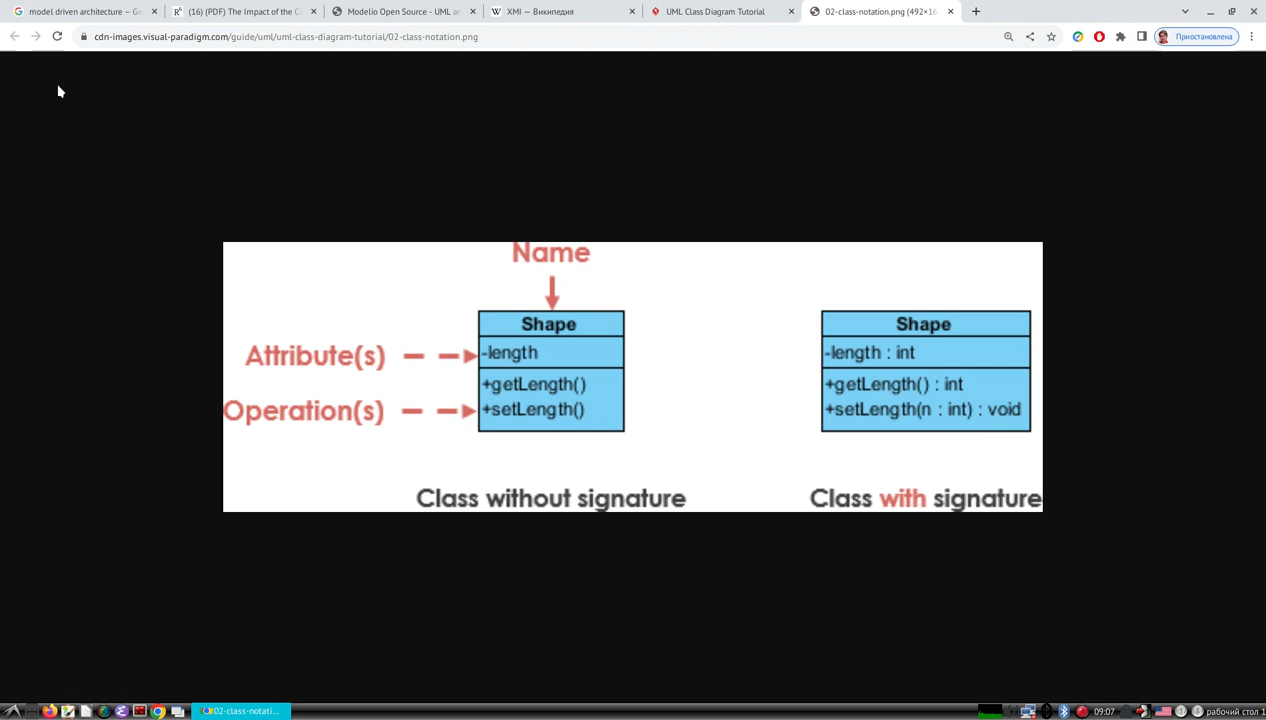 model driven architecture – Go
(16) (PDF) The Impact of the Co
Modelio Open Source - UML an
XMI — Википедия
UML Class Diagram Tutorial
02-class-notation.png (492×16
cdn-images.visual-paradigm.com/guide/uml/uml-class-diagram-tutorial/02-class-notation.png
Приостановлена
Name
Attribute(s)
Operation(s)
Shape
-length
+getLength()
+setLength()
Class without signature
Shape
-length : int
+getLength() : int
+setLength(n : int) : void
Class with signature
02-class-notati...
09:07
рабочий стол 1